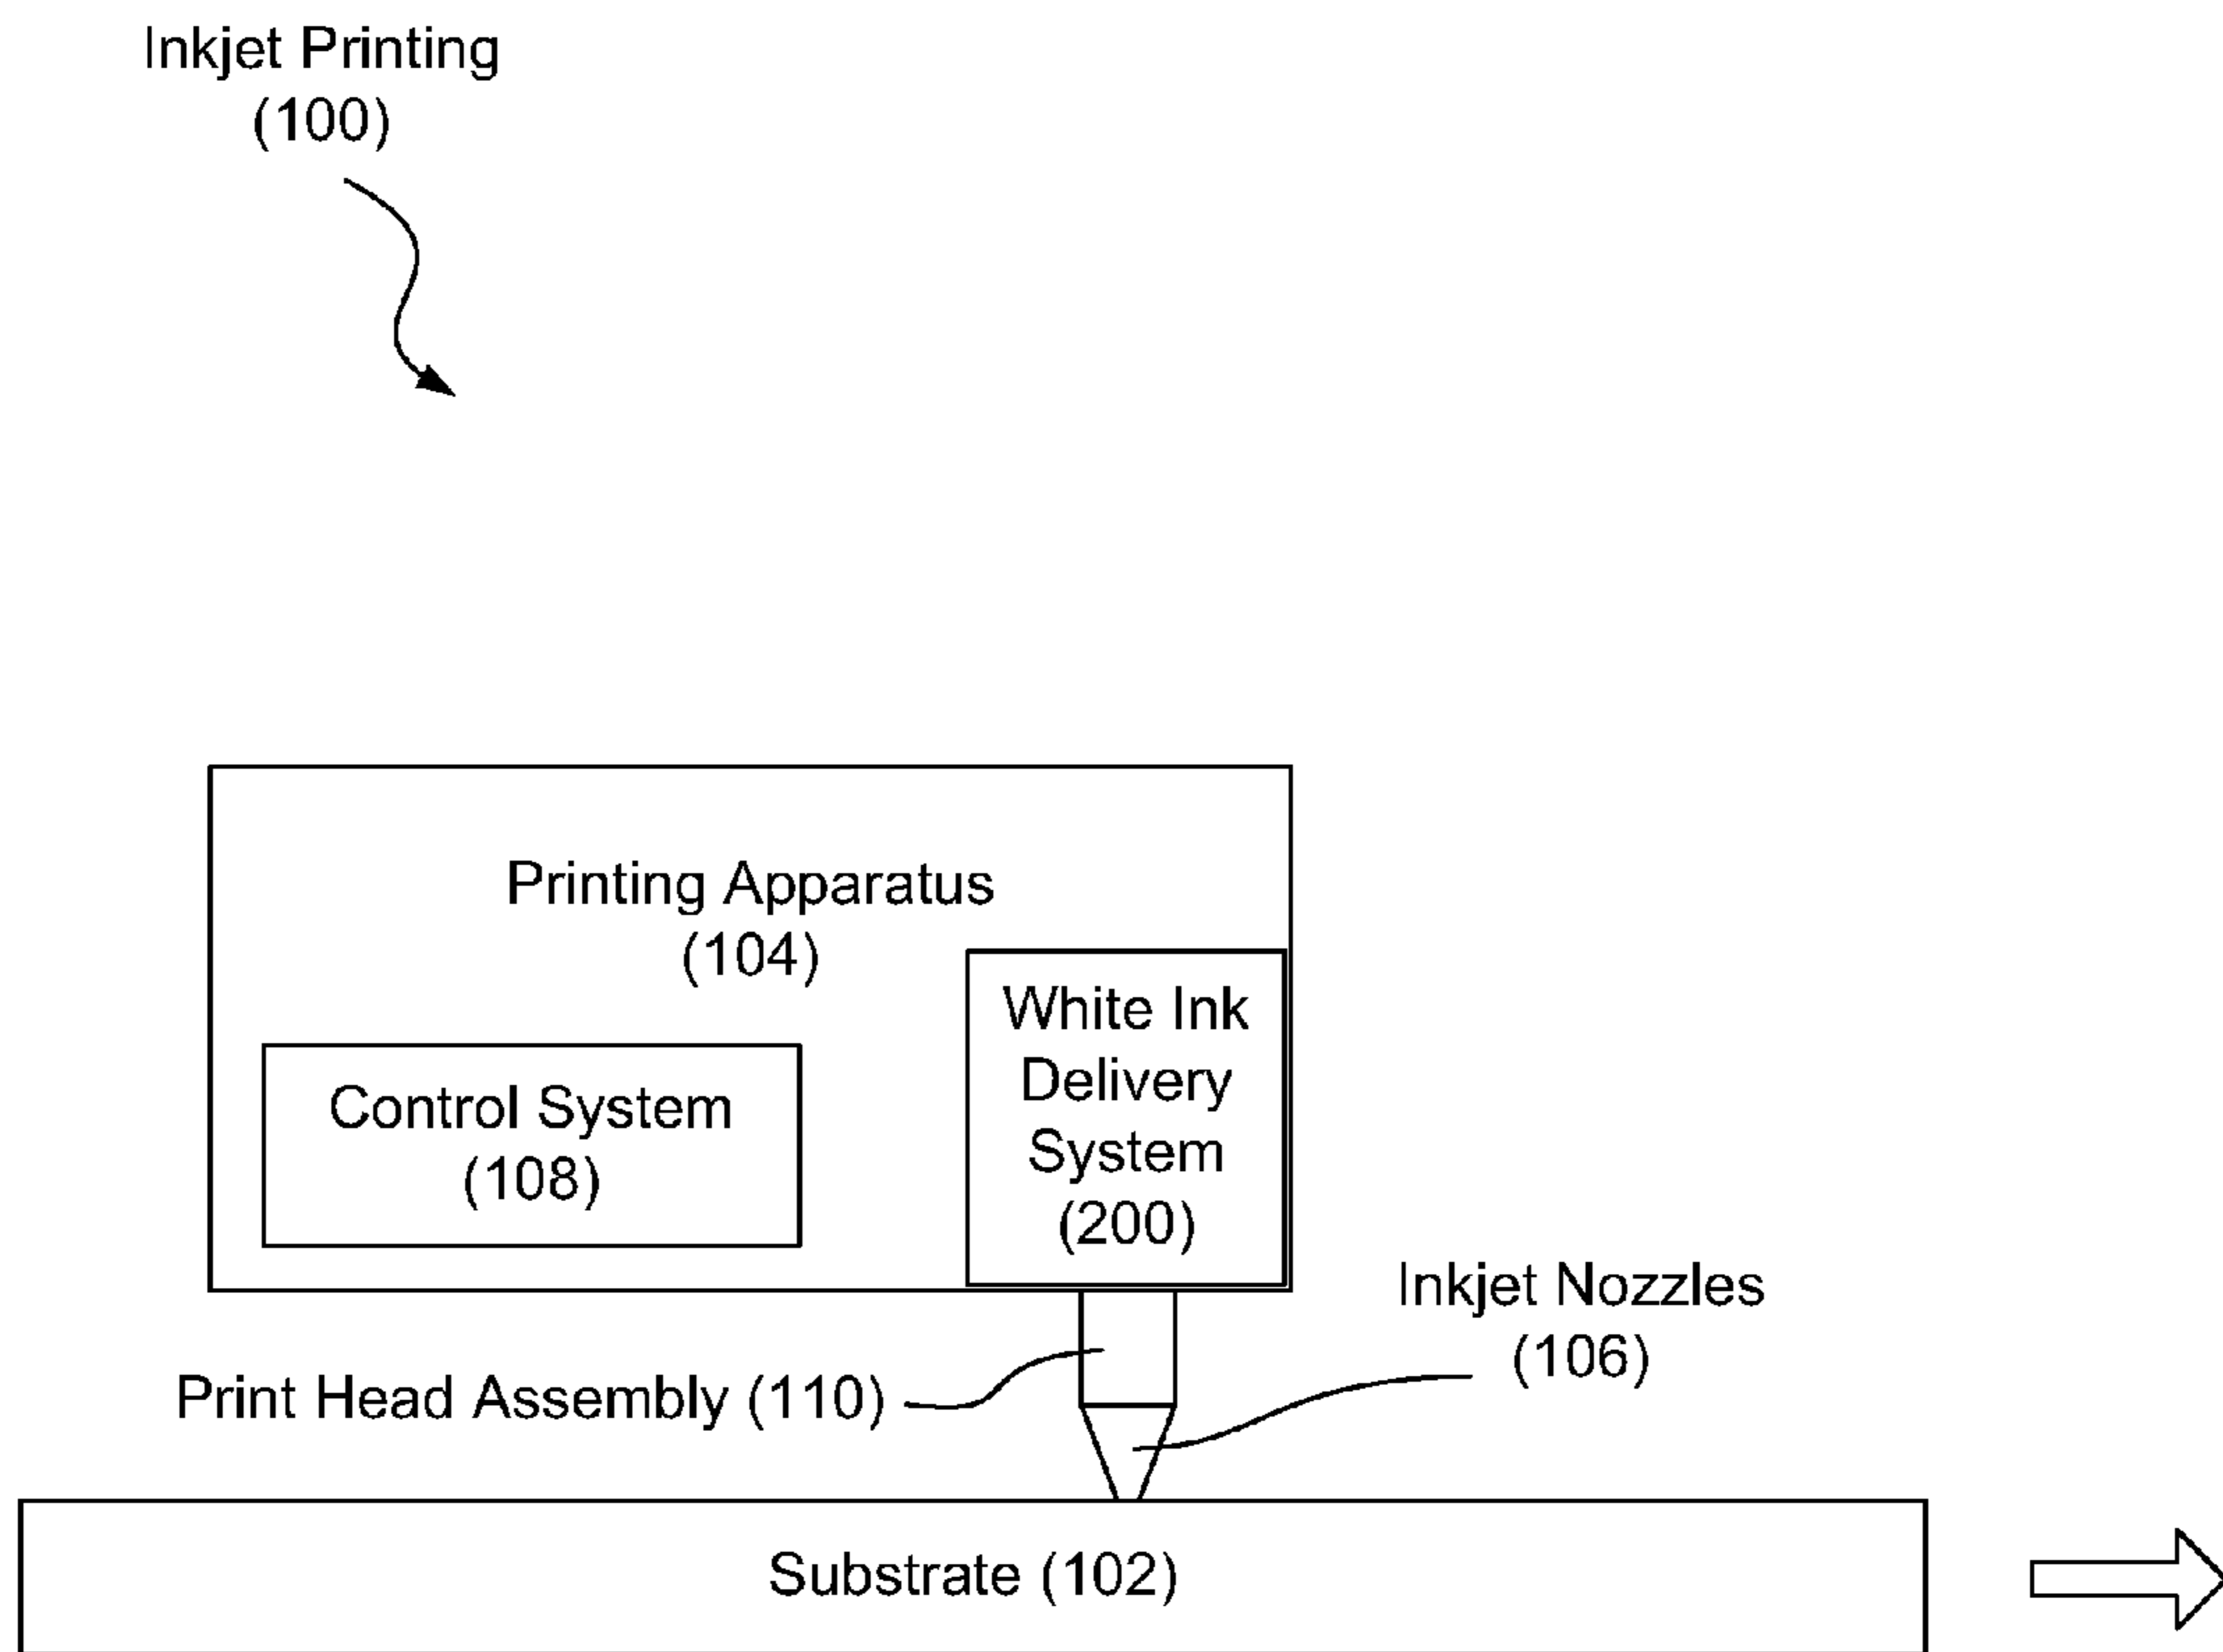 Inkjet Printing
(100)
Printing Apparatus
(104)
White Ink
Delivery
System
(200)
Control System
(108)
Inkjet Nozzles
(106)
Print Head Assembly (110)
Substrate (102)